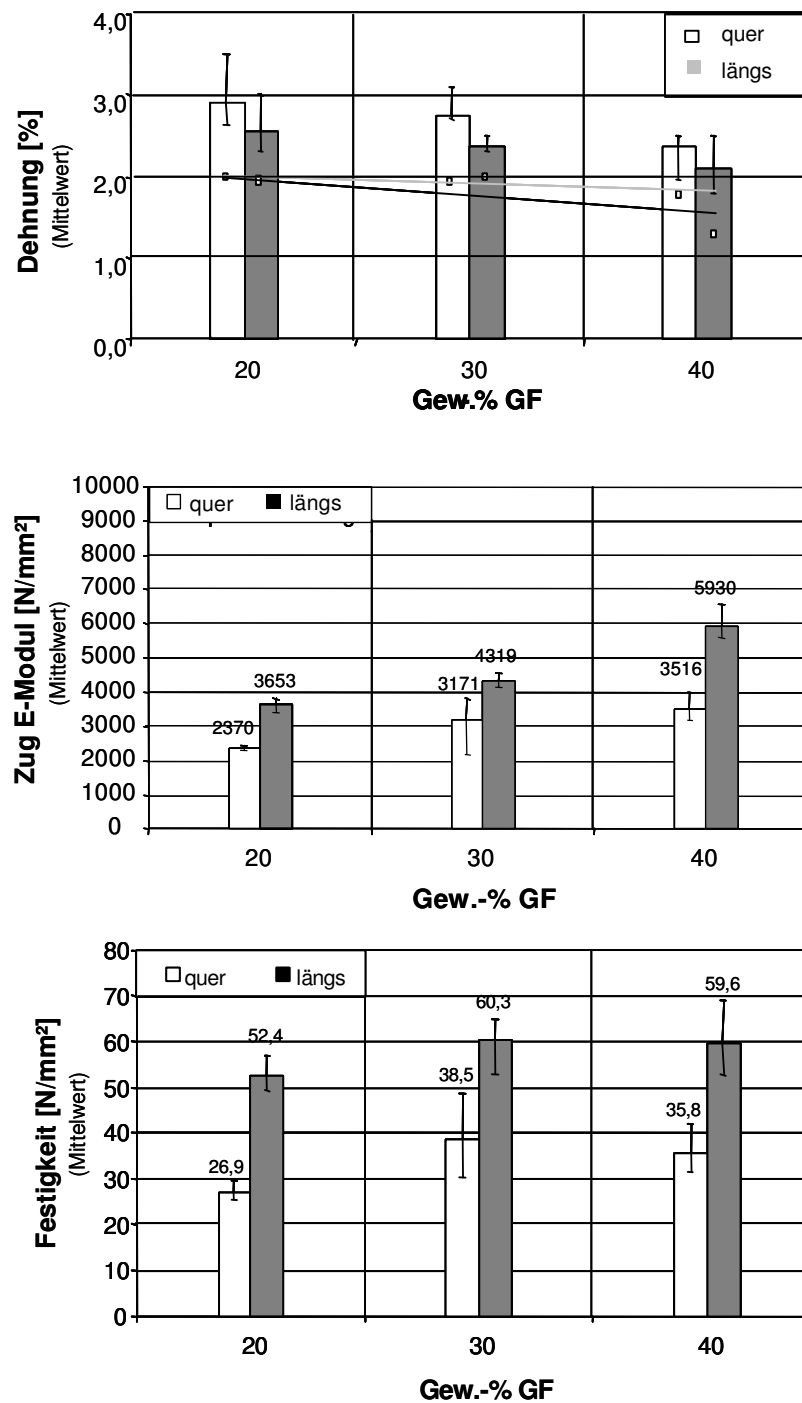 4,0
3,0
2,0
1,0
0,0
Dehnung [%]
(Mittelwert)
quer
längs
20 30 40
Gew.% GF
10000
9000
8000
7000
6000
5000
4000
3000
2000
1000
0
Zug E-Modul [N/mm²]
(Mittelwert)
quer längs
2370 3653 3171 4319 3516 5930
20 30 40
Gew.-% GF
80
70
60
50
40
30
20
10
0
Festigkeit [N/mm²]
(Mittelwert)
quer längs
26,9 52,4 38,5 60,3 35,8 59,6
20 30 40
Gew.-% GF